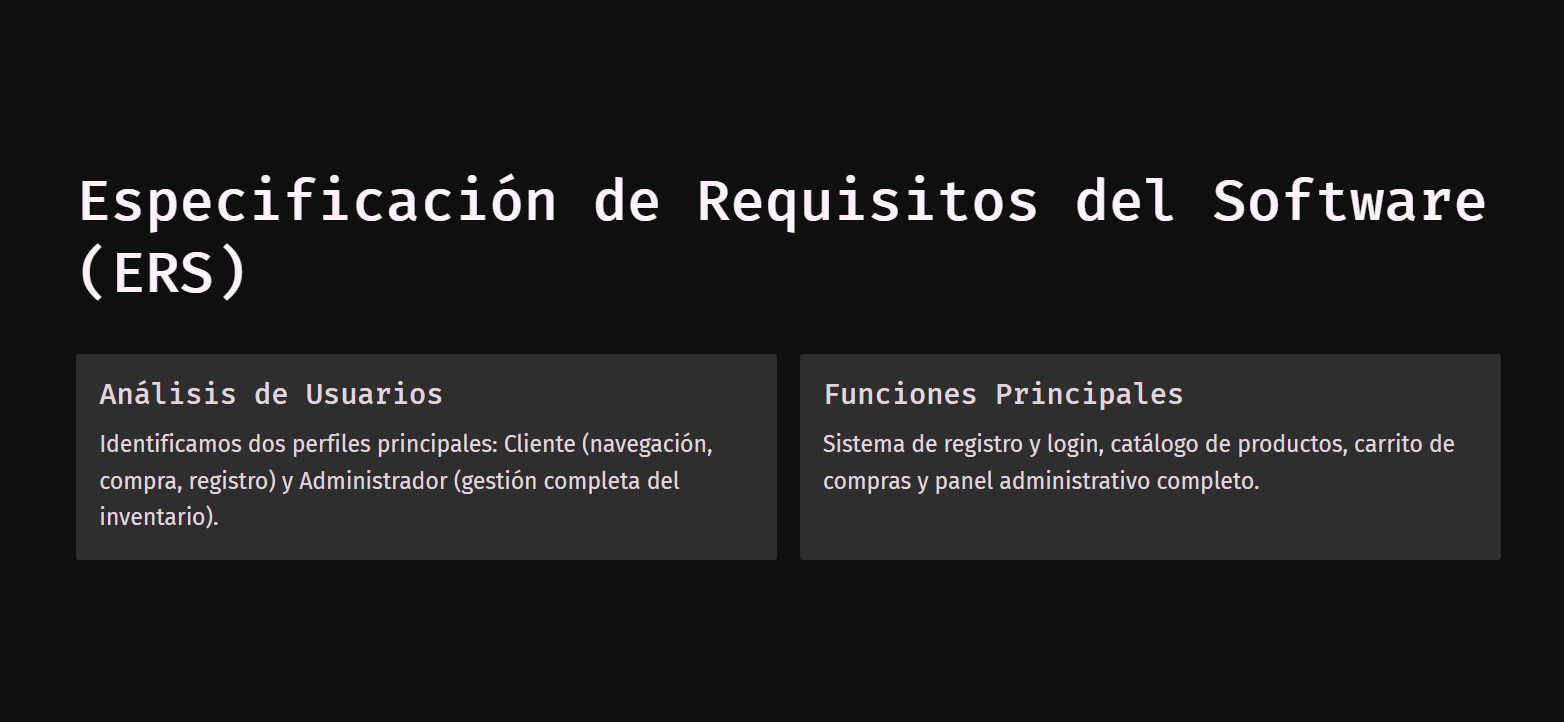 Especificación de Requisitos del Software
(ERS)
Análisis de Usuarios
Identificamos dos perfiles principales: Cliente (navegación,
compra, registro) y Administrador (gestión completa del
inventario).
Funciones Principales
Sistema de registro y login, catálogo de productos, carrito de
compras y panel administrativo completo.